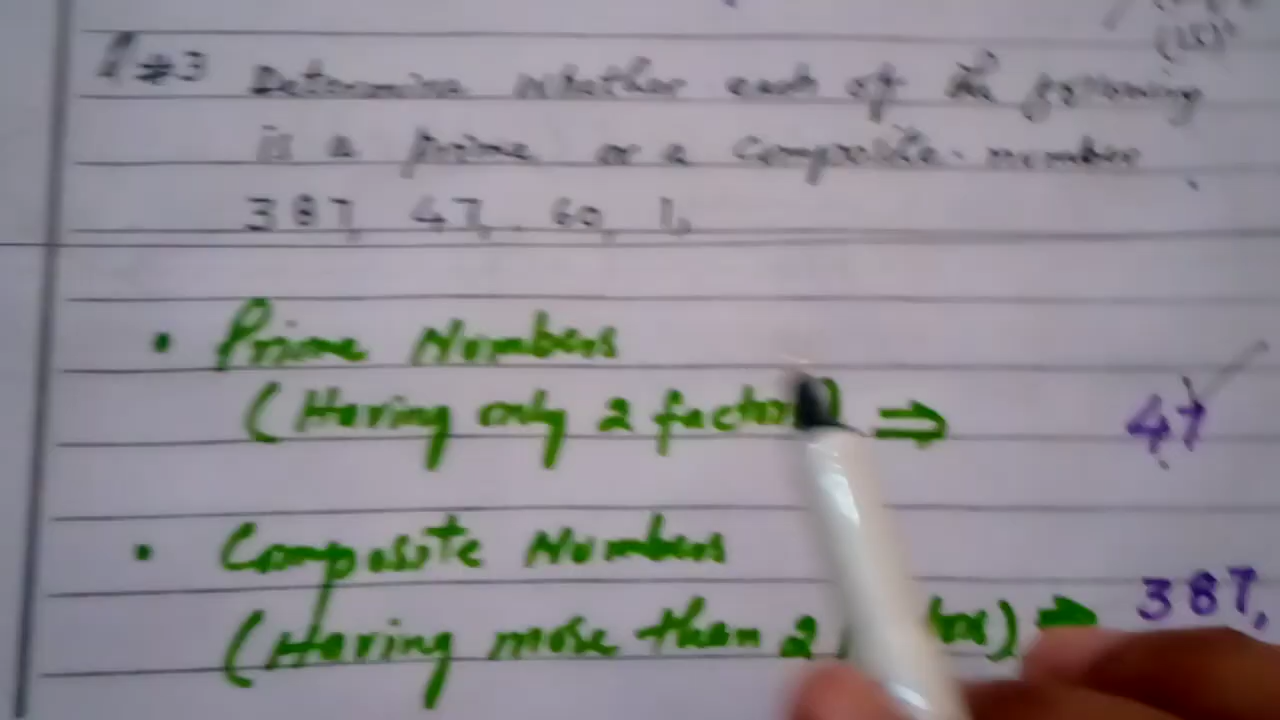 Q#3 Determine whether each of the following
is a prime or a composite number
387, 47, 60, 1,
• Prime Numbers
(Having only 2 factors) ⇒ 47
• Composite Numbers
(Having more than 2 ⇒ 387,